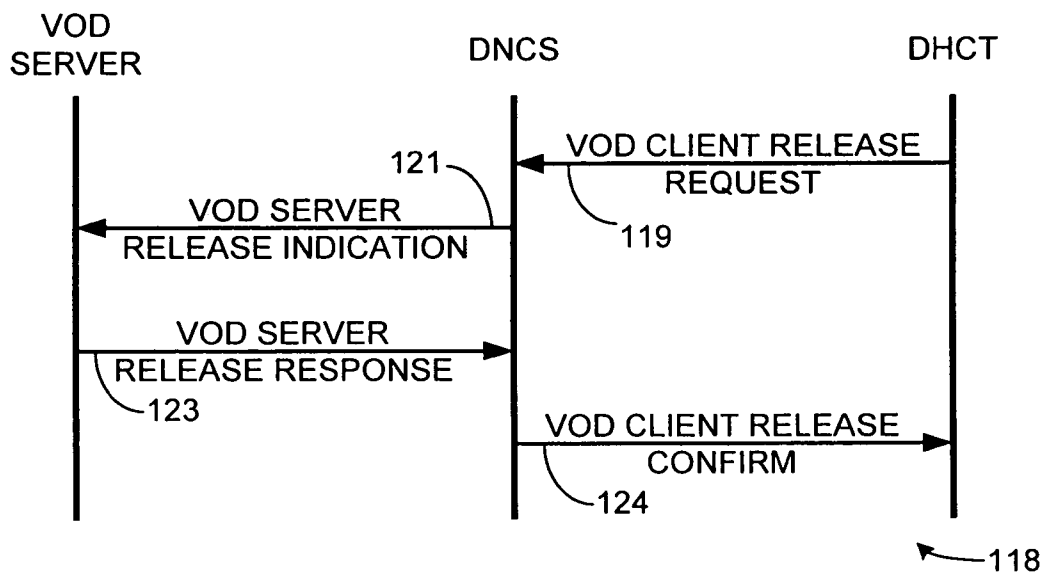 VOD
SERVER
DNCS
DHCT
VOD CLIENT RELEASE
REQUEST
119
121
VOD SERVER
RELEASE INDICATION
VOD SERVER
RELEASE RESPONSE
123
VOD CLIENT RELEASE
CONFIRM
124
118